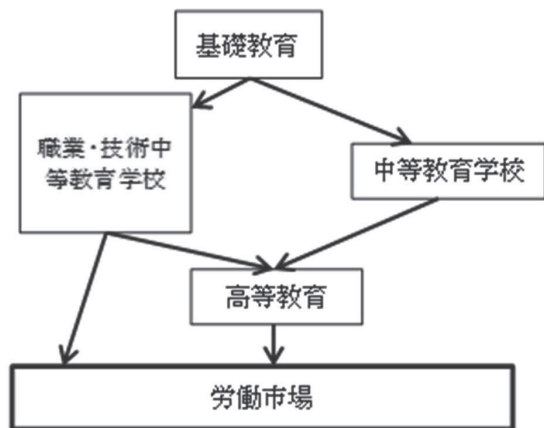 基礎教育
職業・技術中
等教育学校
中等教育学校
高等教育
労働市場